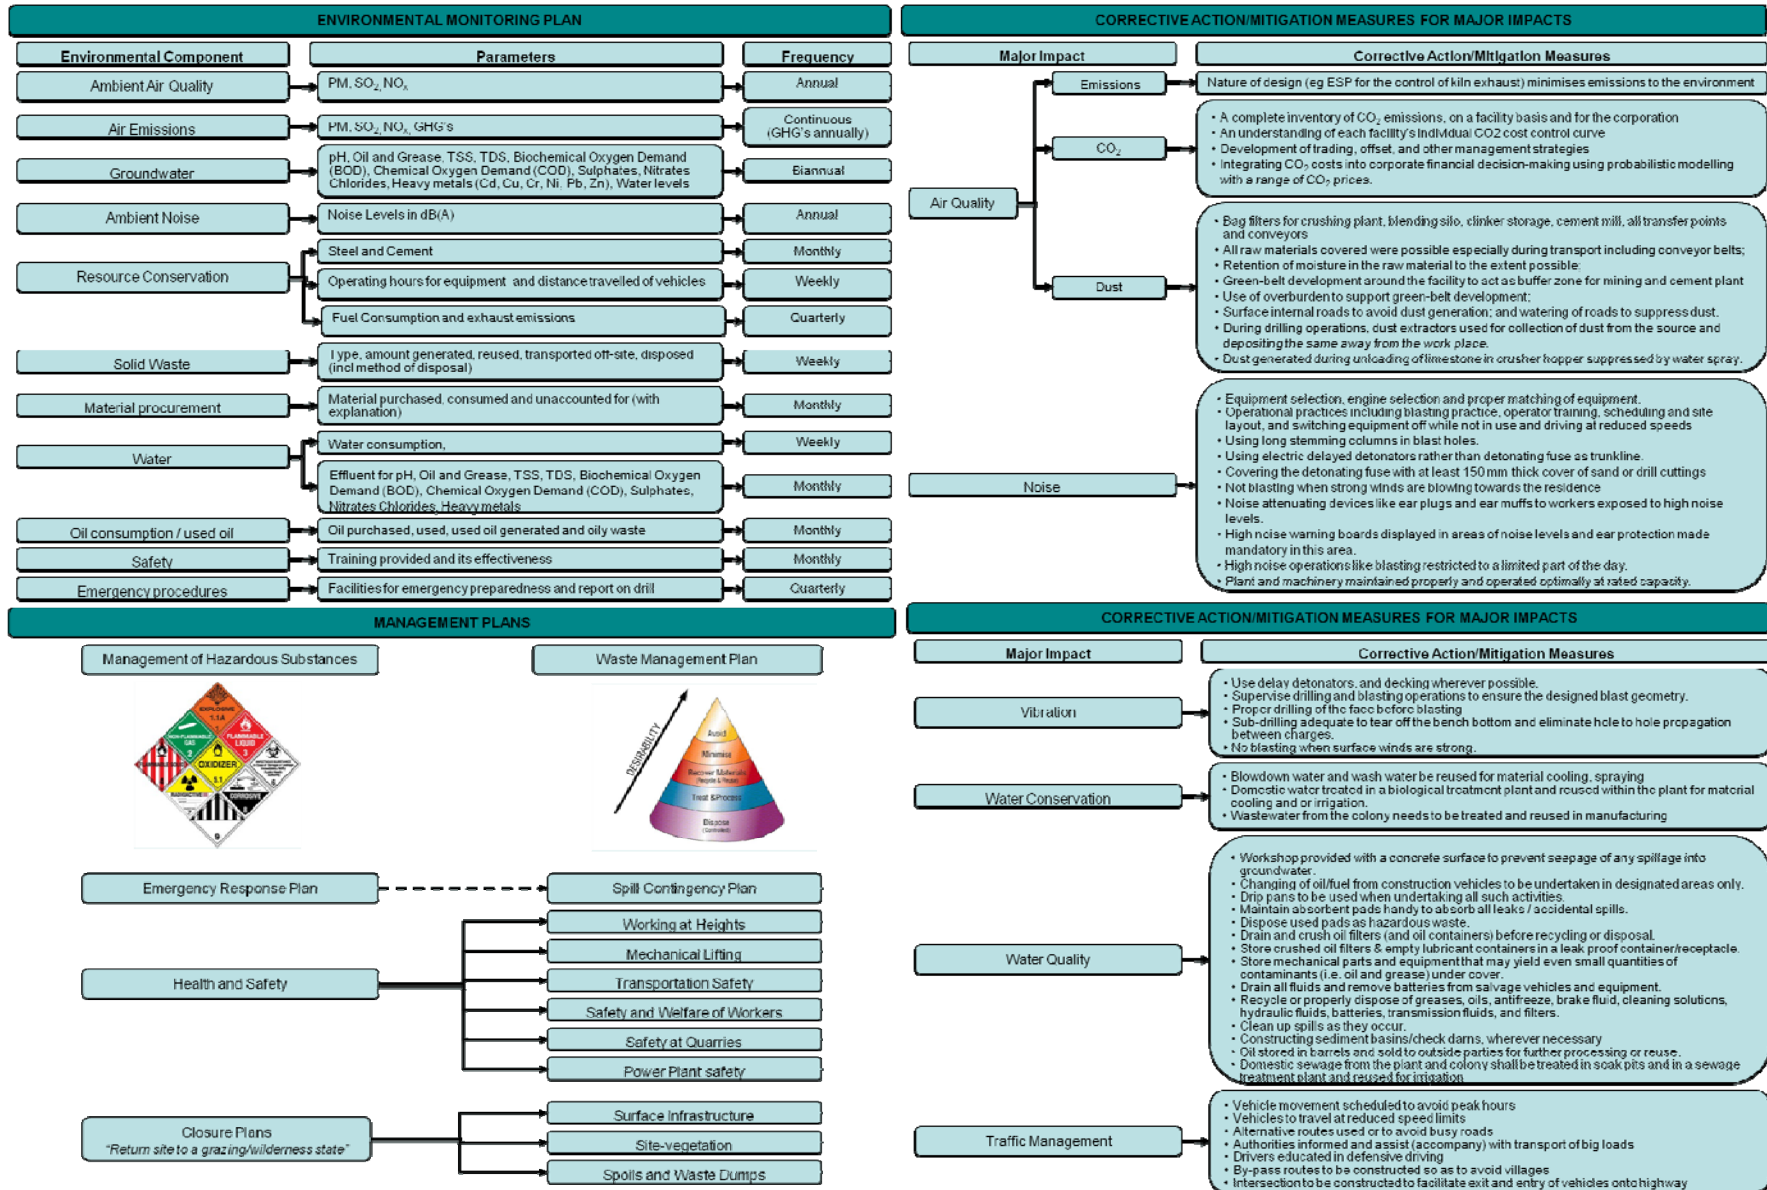 ENVIRONMENTAL MONITORING PLAN
Environmental Component
Parameters
Frequency
Ambient Air Quality
PM, SO2, NOx
Annual
Air Emissions
PM, SO2, NOx, GHG's
Continuous
(GHG's annually)
Groundwater
pH, Oil and Grease, TSS, TDS, Biochemical Oxygen Demand
(BOD), Chemical Oxygen Demand (COD), Sulphates, Nitrates
Chlorides, Heavy metals (Cd, Cu, Cr, Ni, Pb, Zn), Water levels
Biannual
Ambient Noise
Noise Levels in dB(A)
Annual
Resource Conservation
Steel and Cement
Monthly
Operating hours for equipment and distance travelled of vehicles
Weekly
Fuel Consumption and exhaust emissions
Quarterly
Solid Waste
Type, amount generated, reused, transported off-site, disposed
(incl method of disposal)
Weekly
Material procurement
Material purchased, consumed and unaccounted for (with
explanation)
Monthly
Water
Water consumption,
Weekly
Effluent for pH, Oil and Grease, TSS, TDS, Biochemical Oxygen
Demand (BOD), Chemical Oxygen Demand (COD), Sulphates,
Nitrates Chlorides, Heavy metals
Monthly
Oil consumption / used oil
Oil purchased, used, used oil generated and oily waste
Monthly
Safety
Training provided and its effectiveness
Monthly
Emergency procedures
Facilities for emergency preparedness and report on drill
Quarterly
CORRECTIVE ACTION/MITIGATION MEASURES FOR MAJOR IMPACTS
Major Impact
Corrective Action/Mitigation Measures
Air Quality
Emissions
Nature of design (eg ESP for the control of kiln exhaust) minimises emissions to the environment
CO2
• A complete inventory of CO2 emissions, on a facility basis and for the corporation
• An understanding of each facility's individual CO2 cost control curve
• Development of trading, offset, and other management strategies
• Integrating CO2 costs into corporate financial decision-making using probabilistic modelling
with a range of CO2 prices.
Dust
• Bag filters for crushing plant, blending silo, clinker storage, cement mill, all transfer points
and conveyors
• All raw materials covered were possible especially during transport including conveyor belts;
• Retention of moisture in the raw material to the extent possible;
• Green-belt development around the facility to act as buffer zone for mining and cement plant
• Use of overburden to support green-belt development;
• Surface internal roads to avoid dust generation; and watering of roads to suppress dust.
• During drilling operations, dust extractors used for collection of dust from the source and
depositing the same away from the work place.
• Dust generated during unloading of limestone in crusher hopper suppressed by water spray.
Noise
• Equipment selection, engine selection and proper matching of equipment.
• Operational practices including blasting practice, operator training, scheduling and site
layout, and switching equipment off while not in use and driving at reduced speeds
• Using long stemming columns in blast holes.
• Using electric delayed detonators rather than detonating fuse as trunkline.
• Covering the detonating fuse with at least 150 mm thick cover of sand or drill cuttings
• Not blasting when strong winds are blowing towards the residence
• Noise attenuating devices like ear plugs and ear muffs to workers exposed to high noise
levels.
• High noise warning boards displayed in areas of noise levels and ear protection made
mandatory in this area.
• High noise operations like blasting restricted to a limited part of the day.
• Plant and machinery maintained properly and operated optimally at rated capacity.
MANAGEMENT PLANS
Management of Hazardous Substances
Waste Management Plan
EXPLOSIVE
1.1A
NON-FLAMMABLE
GAS
2
FLAMMABLE
LIQUID
3
OXIDIZER
5.1
RADIOACTIVE
CORROSIVE
9
DESIRABILITY
Avoid
Minimise
Recover Materials
Treat & Process
Dispose
Emergency Response Plan
Spill Contingency Plan
Health and Safety
Working at Heights
Mechanical Lifting
Transportation Safety
Safety and Welfare of Workers
Safety at Quarries
Power Plant safety
Closure Plans
"Return site to a grazing/wilderness state"
Surface Infrastructure
Site-vegetation
Spoils and Waste Dumps
CORRECTIVE ACTION/MITIGATION MEASURES FOR MAJOR IMPACTS
Major Impact
Corrective Action/Mitigation Measures
Vibration
• Use delay detonators, and decking wherever possible.
• Supervise drilling and blasting operations to ensure the designed blast geometry.
• Proper drilling of the face before blasting
• Sub-drilling adequate to tear off the bench bottom and eliminate hole to hole propagation
between charges.
• No blasting when surface winds are strong.
Water Conservation
• Blowdown water and wash water be reused for material cooling, spraying
• Domestic water treated in a biological treatment plant and reused within the plant for material
cooling and or irrigation.
• Wastewater from the colony needs to be treated and reused in manufacturing
Water Quality
• Workshop provided with a concrete surface to prevent seepage of any spillage into
groundwater.
• Changing of oil/fuel from construction vehicles to be undertaken in designated areas only.
• Drip pans to be used when undertaking all such activities.
• Maintain absorbent pads handy to absorb all leaks / accidental spills.
• Dispose used pads as hazardous waste.
• Drain and crush oil filters (and oil containers) before recycling or disposal.
• Store crushed oil filters & empty lubricant containers in a leak proof container/receptacle.
• Store mechanical parts and equipment that may yield even small quantities of
contaminants (i.e. oil and grease) under cover.
• Drain all fluids and remove batteries from salvage vehicles and equipment.
• Recycle or properly dispose of greases, oils, antifreeze, brake fluid, cleaning solutions,
hydraulic fluids, batteries, transmission fluids, and filters.
• Clean up spills as they occur.
• Constructing sediment basins/check dams, wherever necessary
• Oil stored in barrels and sold to outside parties for further processing or reuse.
• Domestic sewage from the plant and colony shall be treated in soak pits and in a sewage
treatment plant and reused for irrigation
Traffic Management
• Vehicle movement scheduled to avoid peak hours
• Vehicles to travel at reduced speed limits
• Alternative routes used or to avoid busy roads
• Authorities informed and assist (accompany) with transport of big loads
• Drivers educated in defensive driving
• By-pass routes to be constructed so as to avoid villages
• Intersection to be constructed to facilitate exit and entry of vehicles onto highway